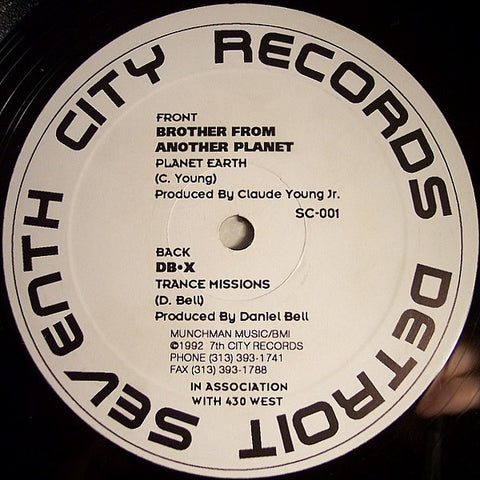 SEVENTH CITY RECORDS DETROIT
FRONT
BROTHER FROM
ANOTHER PLANET
PLANET EARTH
(C. Young)
Produced By Claude Young Jr.
SC-001
BACK
DB•X
TRANCE MISSIONS
(D. Bell)
Produced By Daniel Bell
MUNCHMAN MUSIC/BMI
©1992 7th CITY RECORDS
PHONE (313) 393-1741
FAX (313) 393-1788
IN ASSOCIATION
WITH 430 WEST